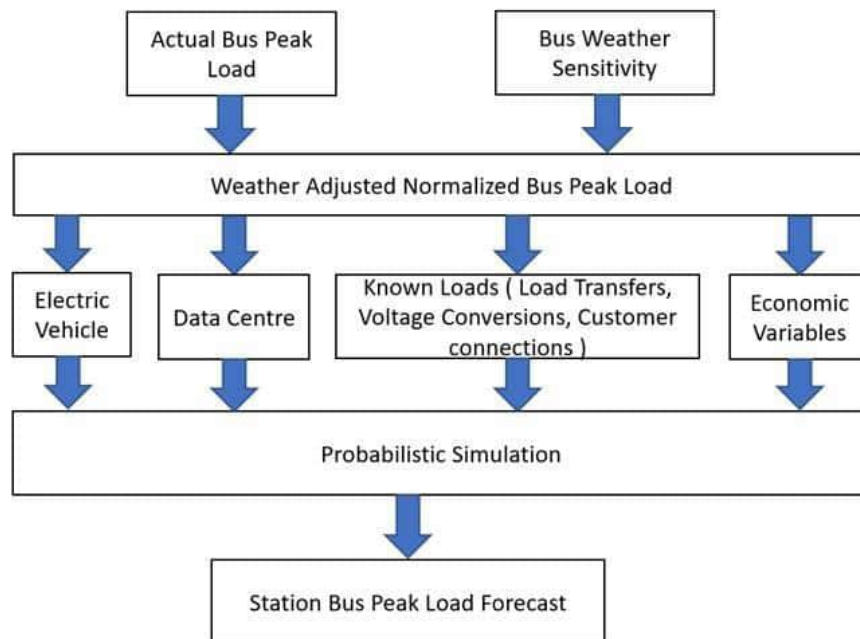 Actual Bus Peak
Load
Bus Weather
Sensitivity
Weather Adjusted Normalized Bus Peak Load
Electric
Vehicle
Data Centre
Known Loads ( Load Transfers,
Voltage Conversions, Customer
connections )
Economic
Variables
Probabilistic Simulation
Station Bus Peak Load Forecast